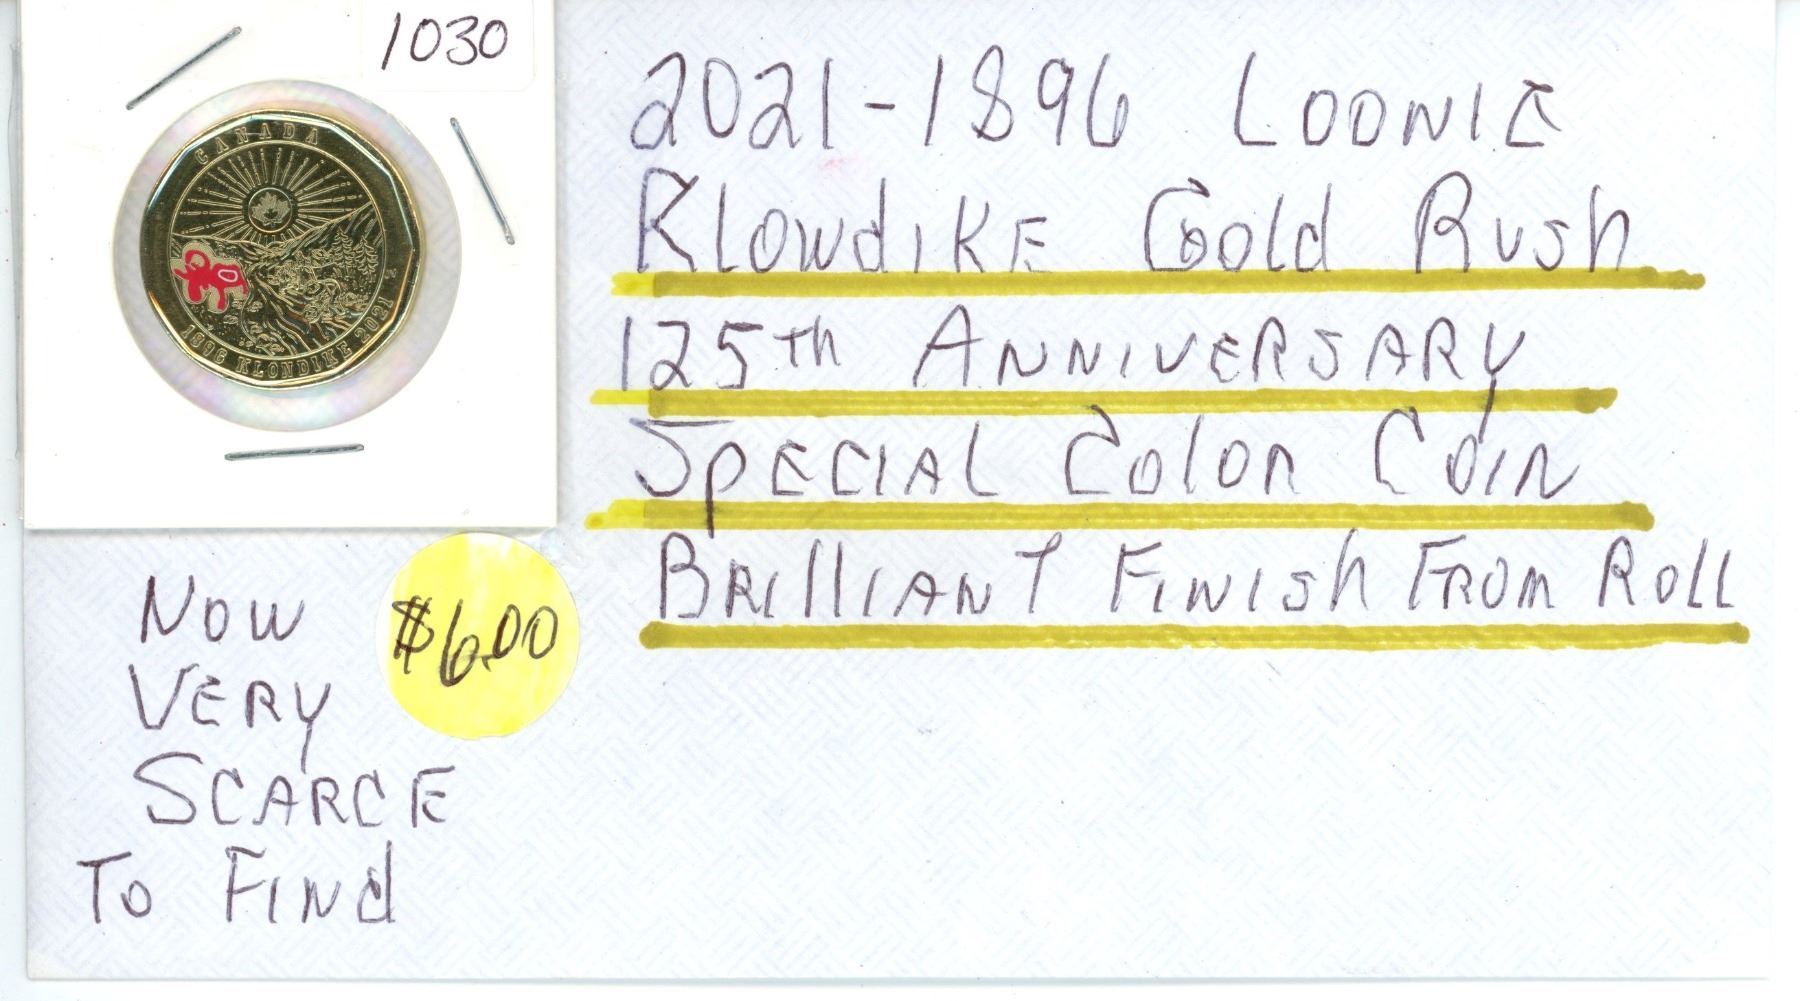 1030
CANADA
1896 KLONDIKE 2021
2021-1896 LOONIE
KlowdIKE Gold Rush
125th ANNIVERSARY
SpECIAL Color Coin
BRIllIANT FINIsh FROM Roll
$6.00
Now
VERY
SCARCE
To FINd